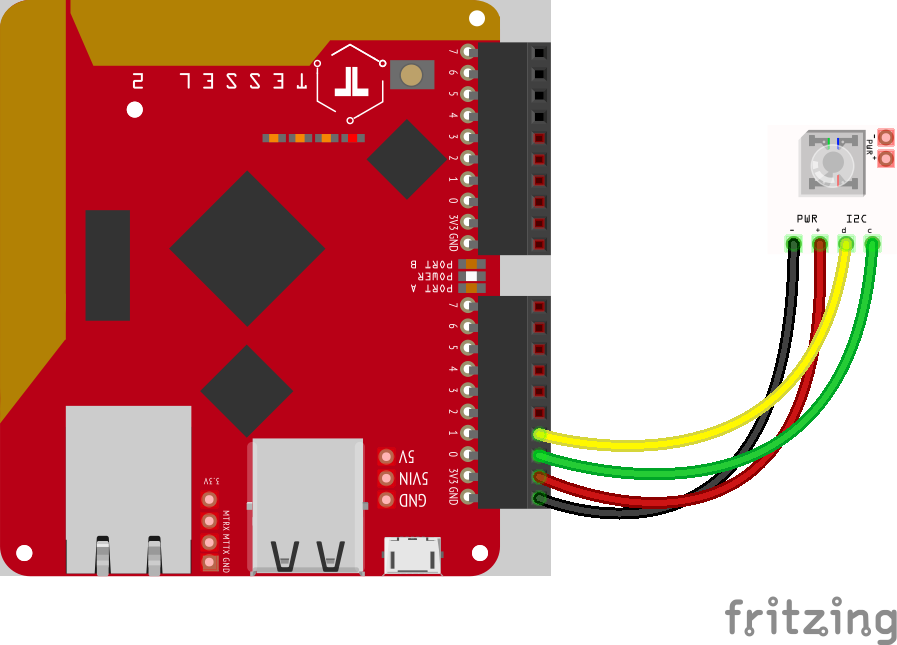 TESSEL 2
7
6
5
4
3
2
1
0
3V3
GND
PORT B
POWER
PORT A
7
6
5
4
3
2
1
0
3V3
GND
5V
5VIN
GND
3.3V
MTRX
MTTX
GND
- PWR +
PWR I2C
- + d c
fritzing